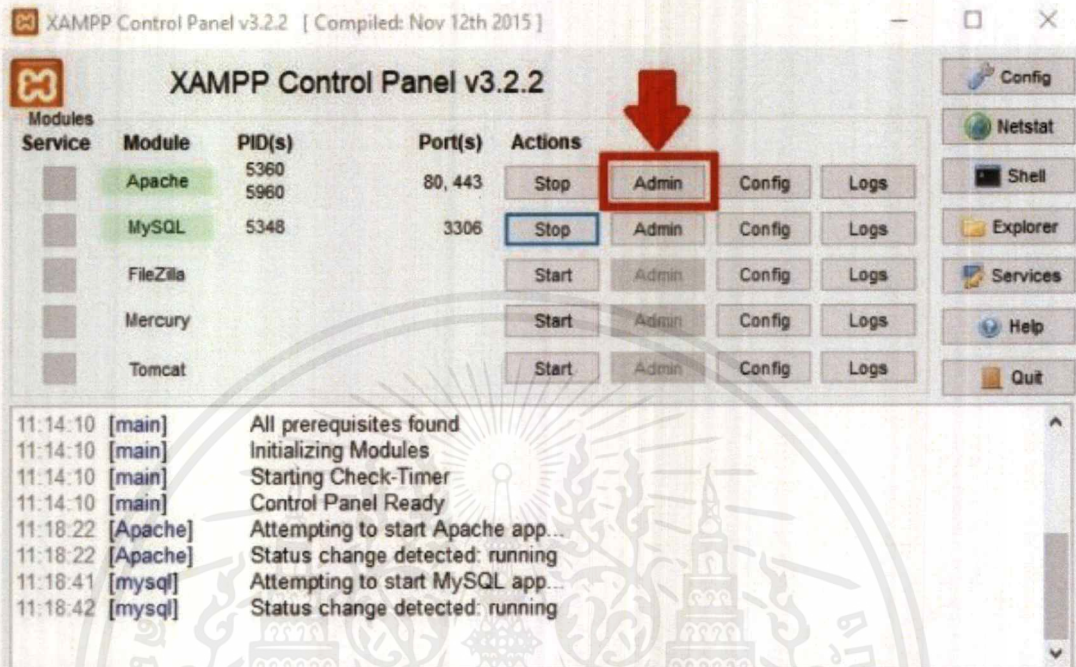 XAMPP Control Panel v3.2.2 [ Compiled: Nov 12th 2015 ]
XAMPP Control Panel v3.2.2
Config
Modules
Service Module PID(s) Port(s) Actions
Netstat
Apache 5360 5960 80, 443 Stop Admin Config Logs
Shell
MySQL 5348 3306 Stop Admin Config Logs
Explorer
FileZilla Start Admin Config Logs
Services
Mercury Start Admin Config Logs
Help
Tomcat Start Admin Config Logs
Quit
11:14:10 [main] All prerequisites found
11:14:10 [main] Initializing Modules
11:14:10 [main] Starting Check-Timer
11:14:10 [main] Control Panel Ready
11:18:22 [Apache] Attempting to start Apache app...
11:18:22 [Apache] Status change detected: running
11:18:41 [mysql] Attempting to start MySQL app...
11:18:42 [mysql] Status change detected: running